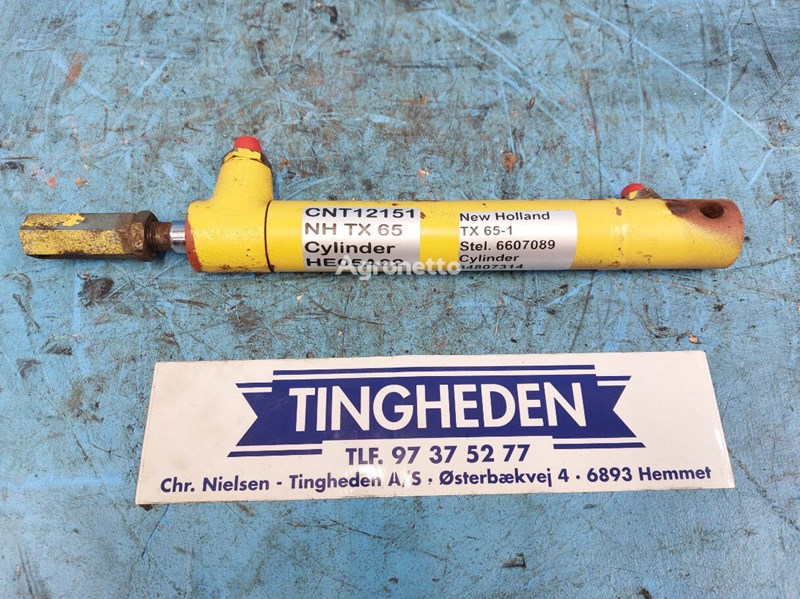 CNT12151
NH TX 65
Cylinder
New Holland
TX 65-1
Stel. 6607089
Cylinder
Agronetto
TINGHEDEN
TLF. 97 37 52 77
Chr. Nielsen - Tingheden A/S · Østerbækvej 4 · 6893 Hemmet